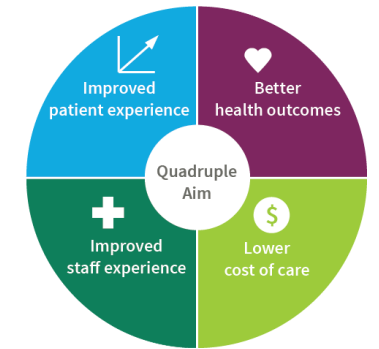 Improved
patient experience
Better
health outcomes
Quadruple
Aim
Improved
staff experience
$
Lower
cost of care